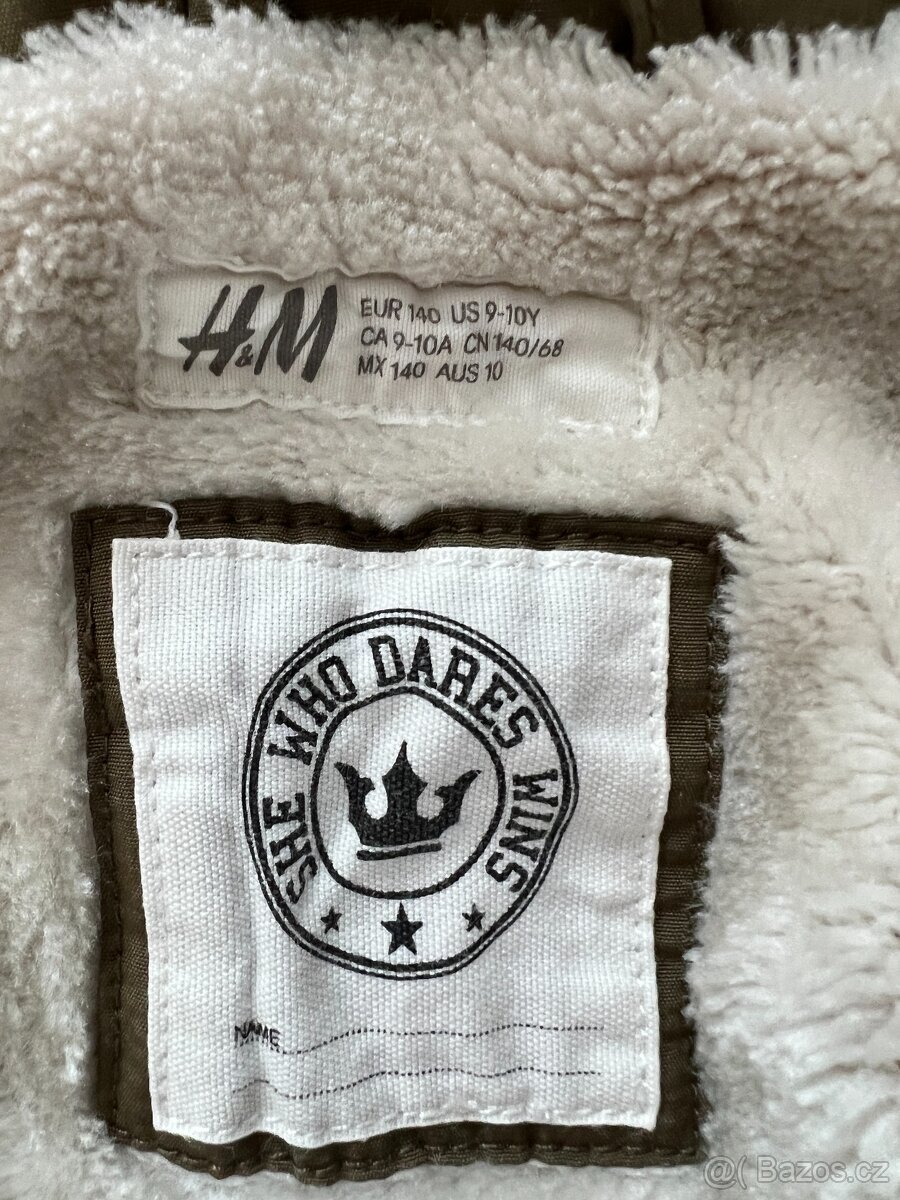 H&M
EUR 140 US 9-10Y
CA 9-10A CN 140/68
MX 140 AUS 10
SHE WHO DARES WINS
NAME
@( Bazos.cz